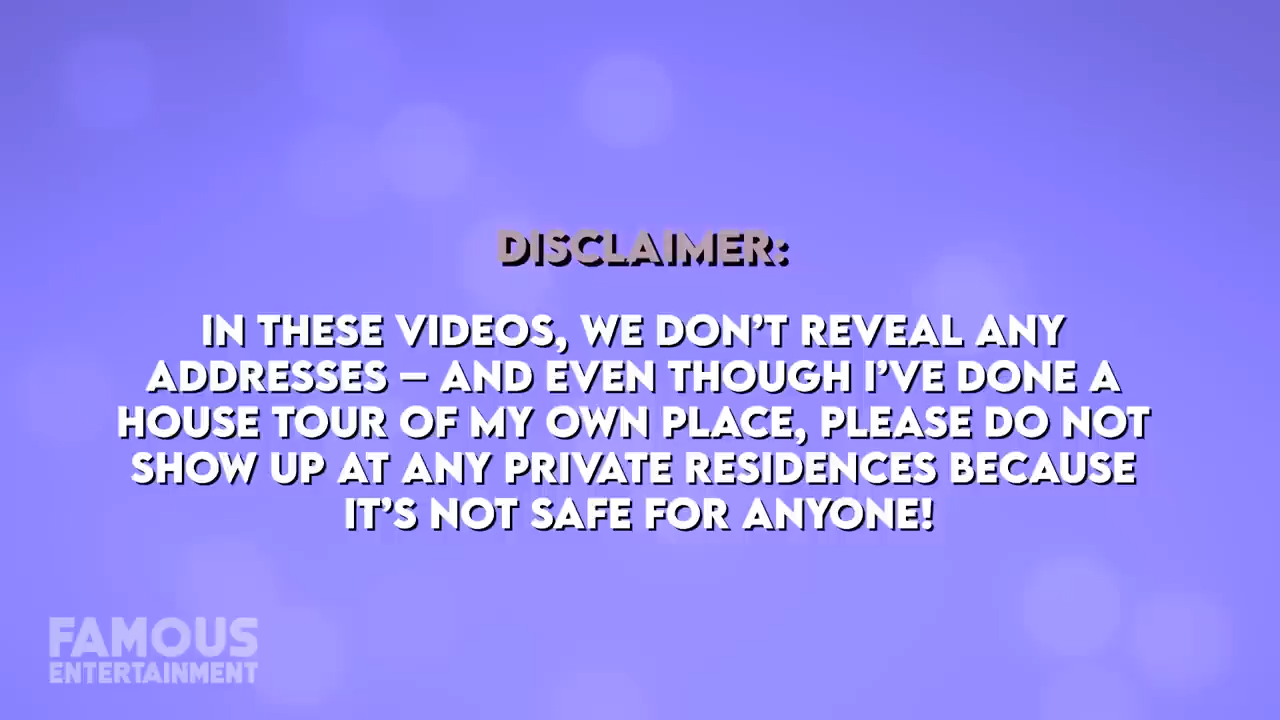 DISCLAIMER:
IN THESE VIDEOS, WE DON'T REVEAL ANY
ADDRESSES – AND EVEN THOUGH I'VE DONE A
HOUSE TOUR OF MY OWN PLACE, PLEASE DO NOT
SHOW UP AT ANY PRIVATE RESIDENCES BECAUSE
IT'S NOT SAFE FOR ANYONE!
FAMOUS
ENTERTAINMENT